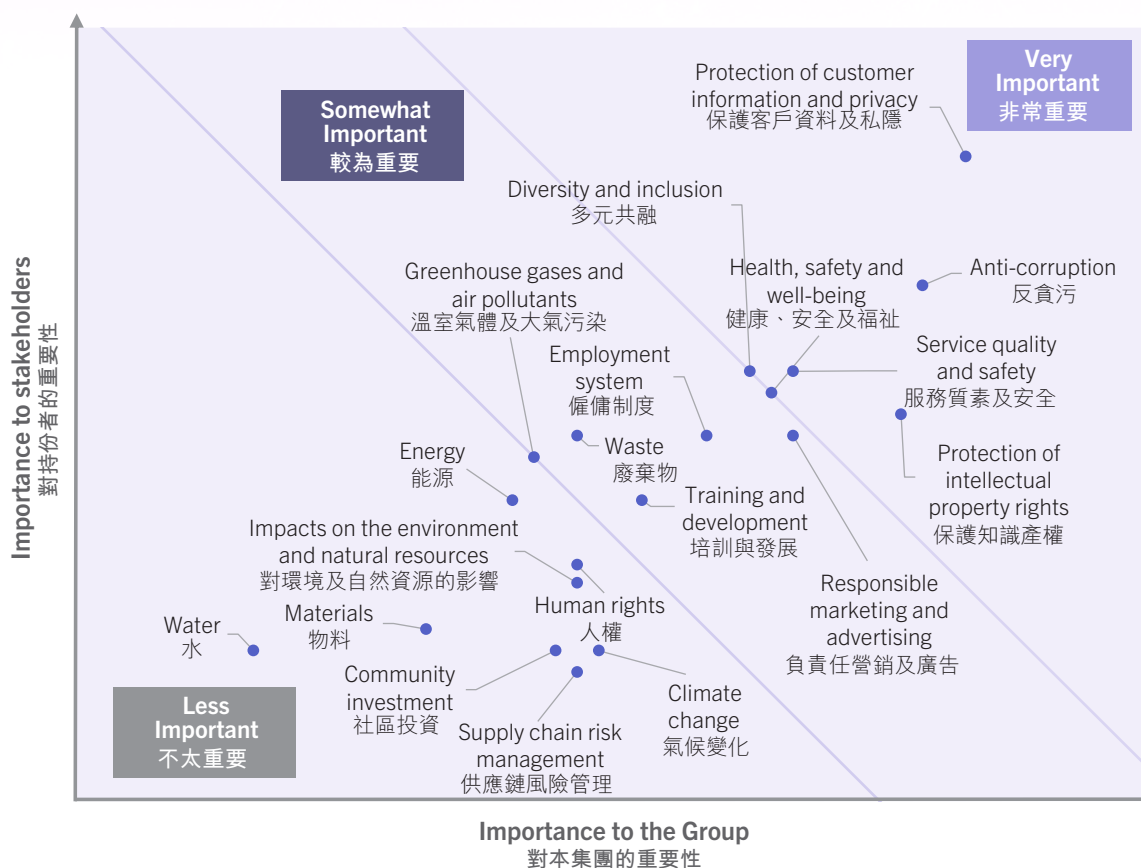 Very
Important
非常重要
Protection of customer
information and privacy
保護客戶資料及私隱
Somewhat
Important
較為重要
Diversity and inclusion
多元共融
Greenhouse gases and
air pollutants
溫室氣體及大氣污染
Health, safety and
well-being
健康、安全及福祉
Anti-corruption
反貪污
Employment
system
僱傭制度
Service quality
and safety
服務質素及安全
Energy
能源
Waste
廢棄物
Protection of
intellectual
property rights
保護知識產權
Training and
development
培訓與發展
Impacts on the environment
and natural resources
對環境及自然資源的影響
Human rights
人權
Responsible
marketing and
advertising
負責任營銷及廣告
Water
水
Materials
物料
Community
investment
社區投資
Climate
change
氣候變化
Supply chain risk
management
供應鏈風險管理
Less
Important
不太重要
Importance to stakeholders
對持份者的重要性
Importance to the Group
對本集團的重要性